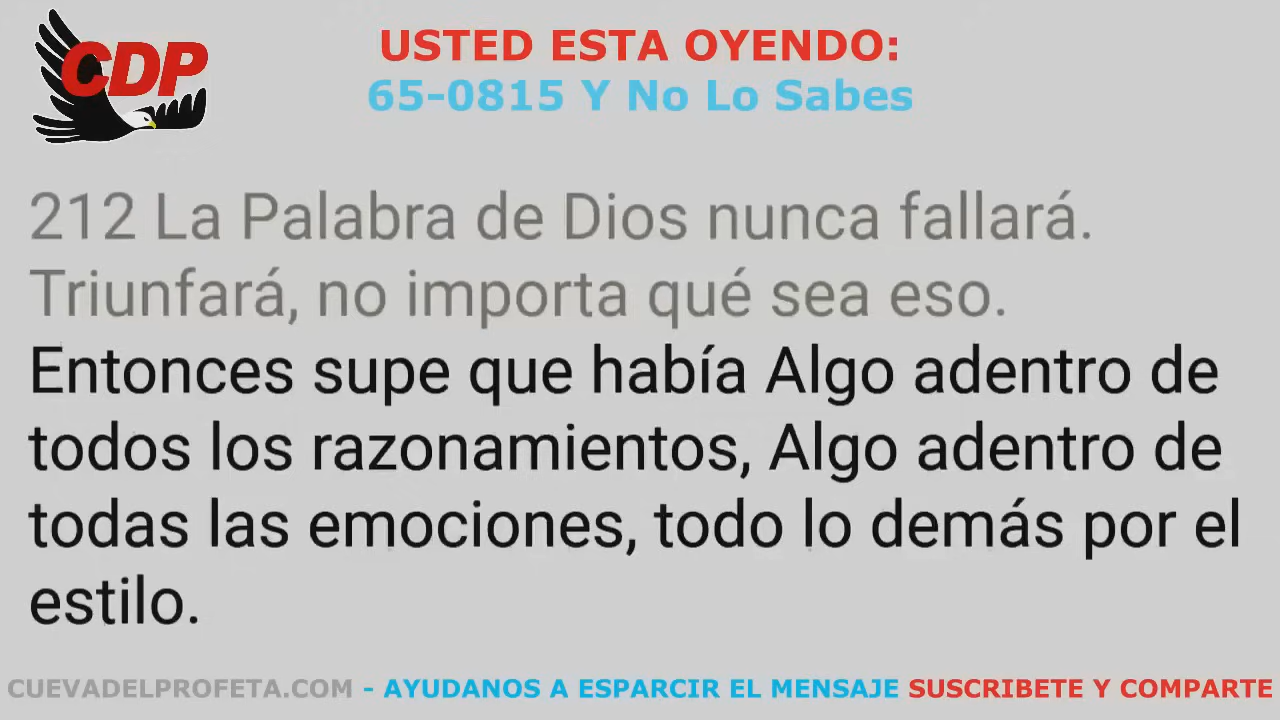 CDP
USTED ESTA OYENDO:
65-0815 Y No Lo Sabes
212 La Palabra de Dios nunca fallará.
Triunfará, no importa qué sea eso.
Entonces supe que había Algo adentro de
todos los razonamientos, Algo adentro de
todas las emociones, todo lo demás por el
estilo.
CUEVADELPROFETA.COM - AYUDANOS A ESPARCIR EL MENSAJE SUSCRIBETE Y COMPARTE